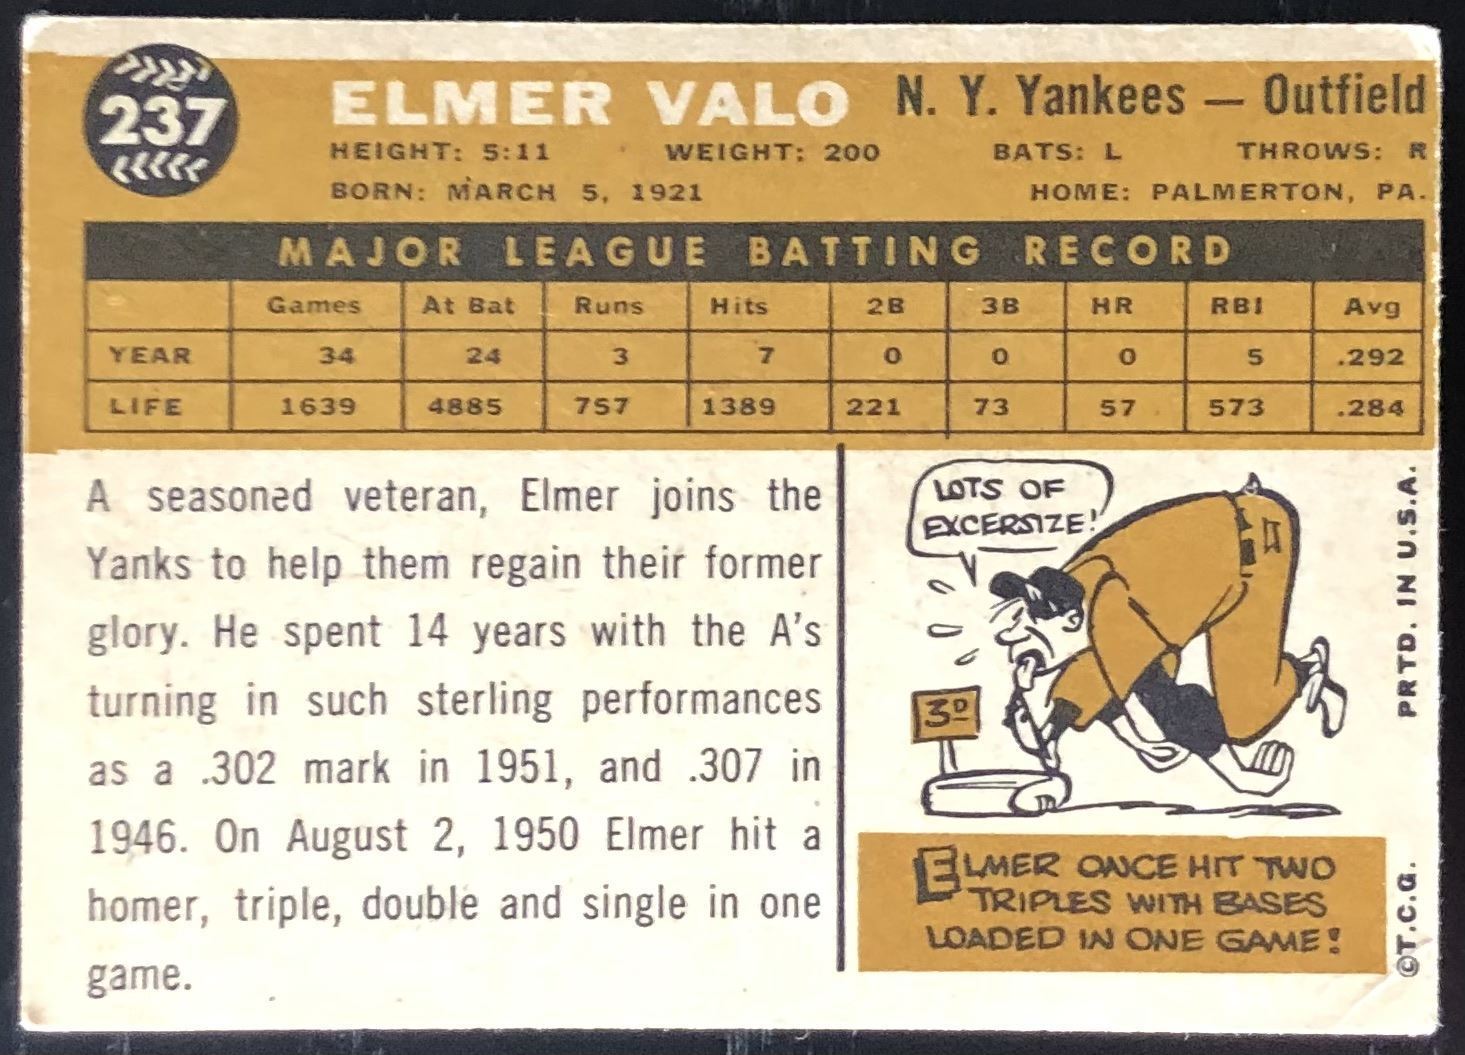 237
ELMER VALO N. Y. Yankees — Outfield
HEIGHT: 5:11 WEIGHT: 200 BATS: L THROWS: R
BORN: MARCH 5, 1921 HOME: PALMERTON, PA.
MAJOR LEAGUE BATTING RECORD
Games At Bat Runs Hits 2B 3B HR RBI Avg
YEAR 34 24 3 7 0 0 0 5 .292
LIFE 1639 4885 757 1389 221 73 57 573 .284
A seasoned veteran, Elmer joins the
Yanks to help them regain their former
glory. He spent 14 years with the A's
turning in such sterling performances
as a .302 mark in 1951, and .307 in
1946. On August 2, 1950 Elmer hit a
homer, triple, double and single in one
game.
LOTS OF
EXCERSIZE!
3D
ELMER ONCE HIT TWO
TRIPLES WITH BASES
LOADED IN ONE GAME!
©T.C.G. PRTD. IN U.S.A.